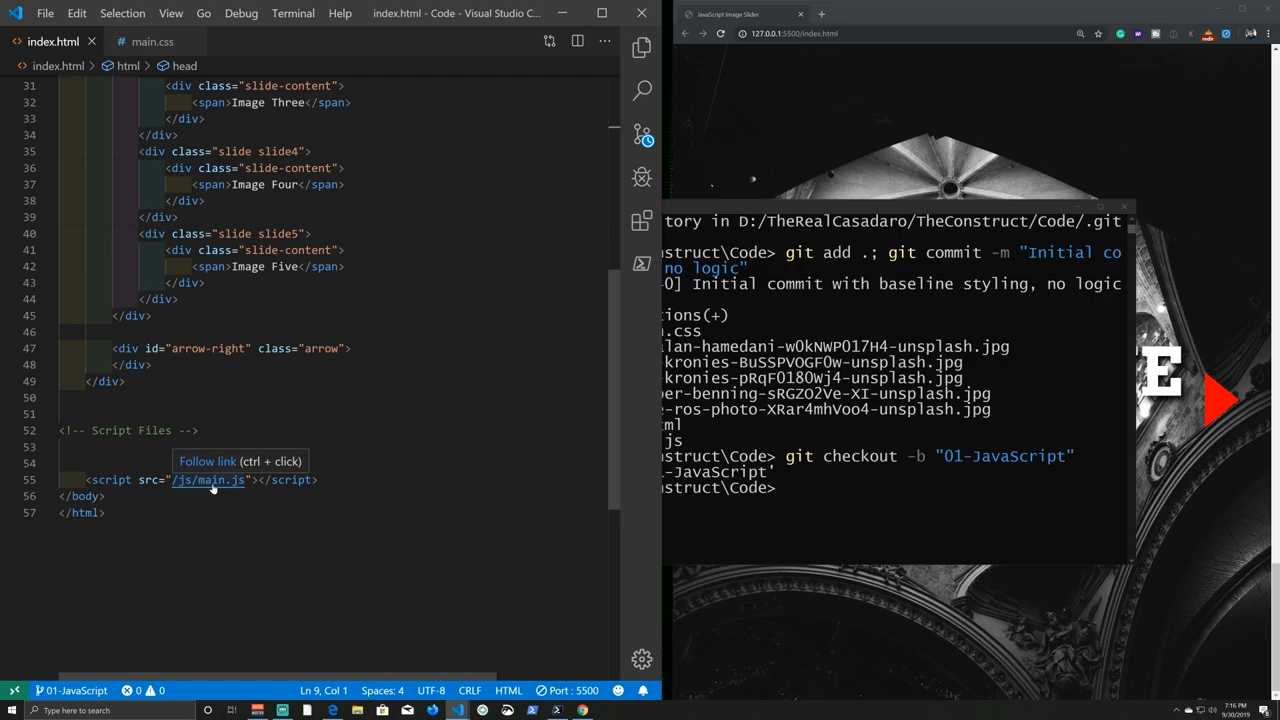 File Edit Selection View Go Debug Terminal Help index.html - Code - Visual Studio C...
index.html main.css
index.html > html > head
31 <div class="slide-content">
32 <span>Image Three</span>
33 </div>
34 </div>
35 <div class="slide slide4">
36 <div class="slide-content">
37 <span>Image Four</span>
38 </div>
39 </div>
40 <div class="slide slide5">
41 <div class="slide-content">
42 <span>Image Five</span>
43 </div>
44 </div>
45 </div>
46
47 <div id="arrow-right" class="arrow">
48 </div>
49 </div>
50
51
52 <!-- Script Files -->
53
Follow link (ctrl + click)
54
55 <script src="/js/main.js"></script>
56 </body>
57 </html>
01-JavaScript 0 0 Ln 9, Col 1 Spaces: 4 UTF-8 CRLF HTML Port : 5500
JavaScript Image Slider
127.0.0.1:5500/index.html
tory in D:/TheRealCasadaro/TheConstruct/Code/.git
nstruct\Code> git add .; git commit -m "Initial co
no logic"
0] Initial commit with baseline styling, no logic
tions(+)
n.css
alan-hamedani-w0kNWP017H4-unsplash.jpg
kronies-BuSSPVOGF0w-unsplash.jpg
kronies-pRqF018OWj4-unsplash.jpg
per-benning-sRGZO2Ve-XI-unsplash.jpg
e-ros-photo-XRar4mhVoo4-unsplash.jpg
ml
js
nstruct\Code> git checkout -b "01-JavaScript"
1-JavaScript'
nstruct\Code>
E
Type here to search
7:16 PM
9/30/2019